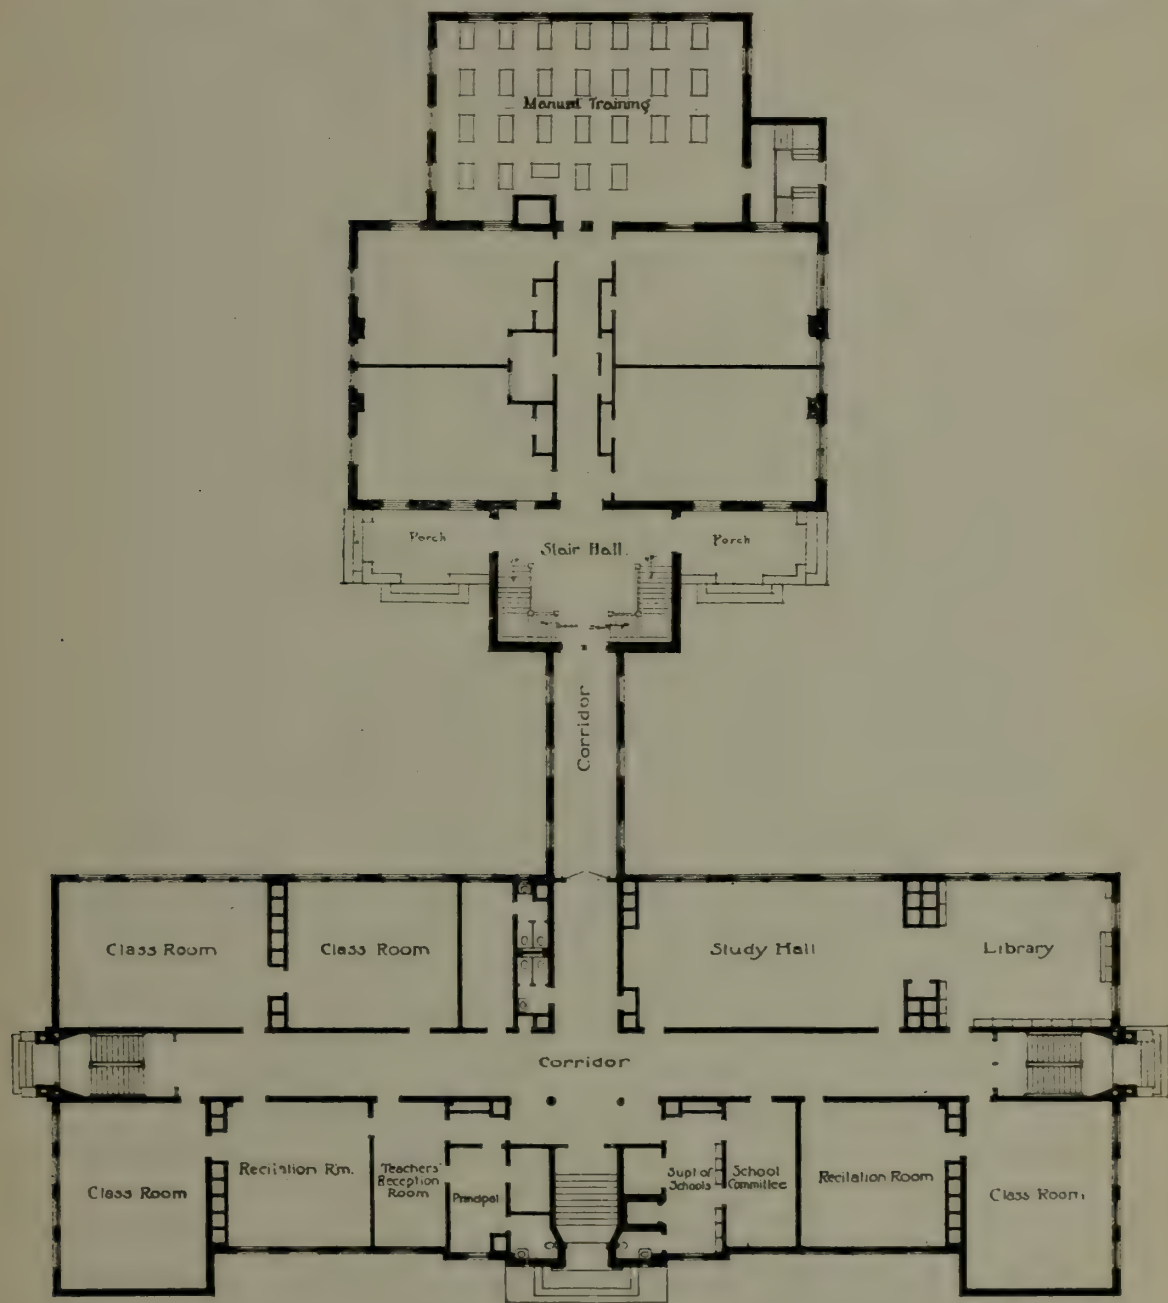 Manual Training
Porch
Stair Hall.
Porch
Corridor
Class Room
Class Room
Study Hall
Library
Corridor
Class Room
Recitation Rm.
Teachers'
Reception
Room
Principal
Supt of
Schools
School
Committee
Recitation Room
Class Room